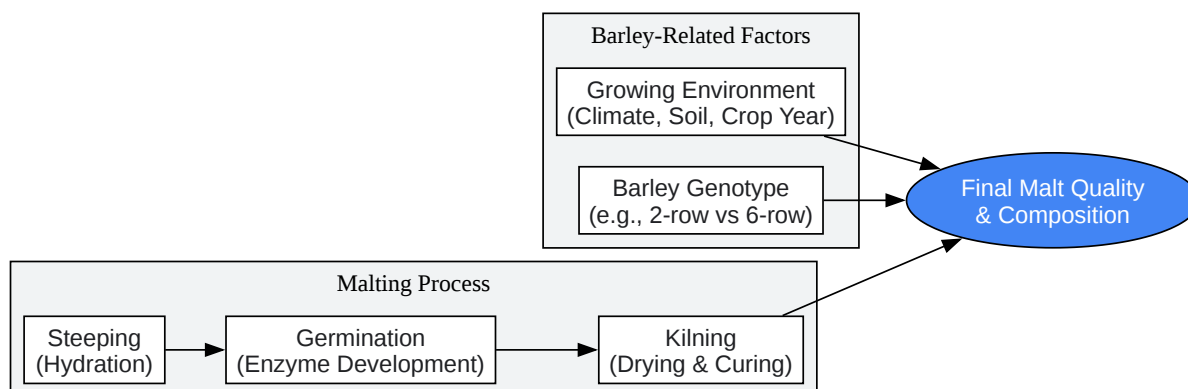 Barley-Related Factors
Growing Environment
(Climate, Soil, Crop Year)
Barley Genotype
(e.g., 2-row vs 6-row)
Final Malt Quality
& Composition
Malting Process
Steeping
(Hydration)
Germination
(Enzyme Development)
Kilning
(Drying & Curing)